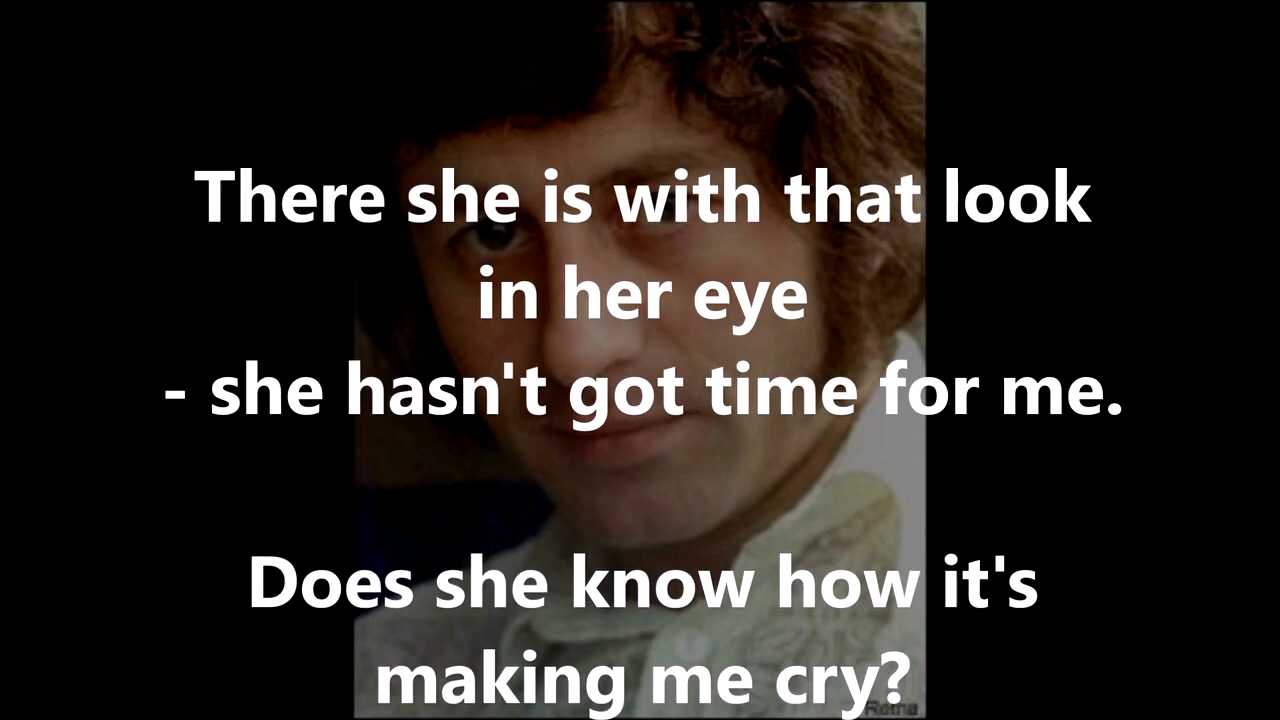 There she is with that look
in her eye
- she hasn't got time for me.
Does she know how it's
making me cry?
Retna